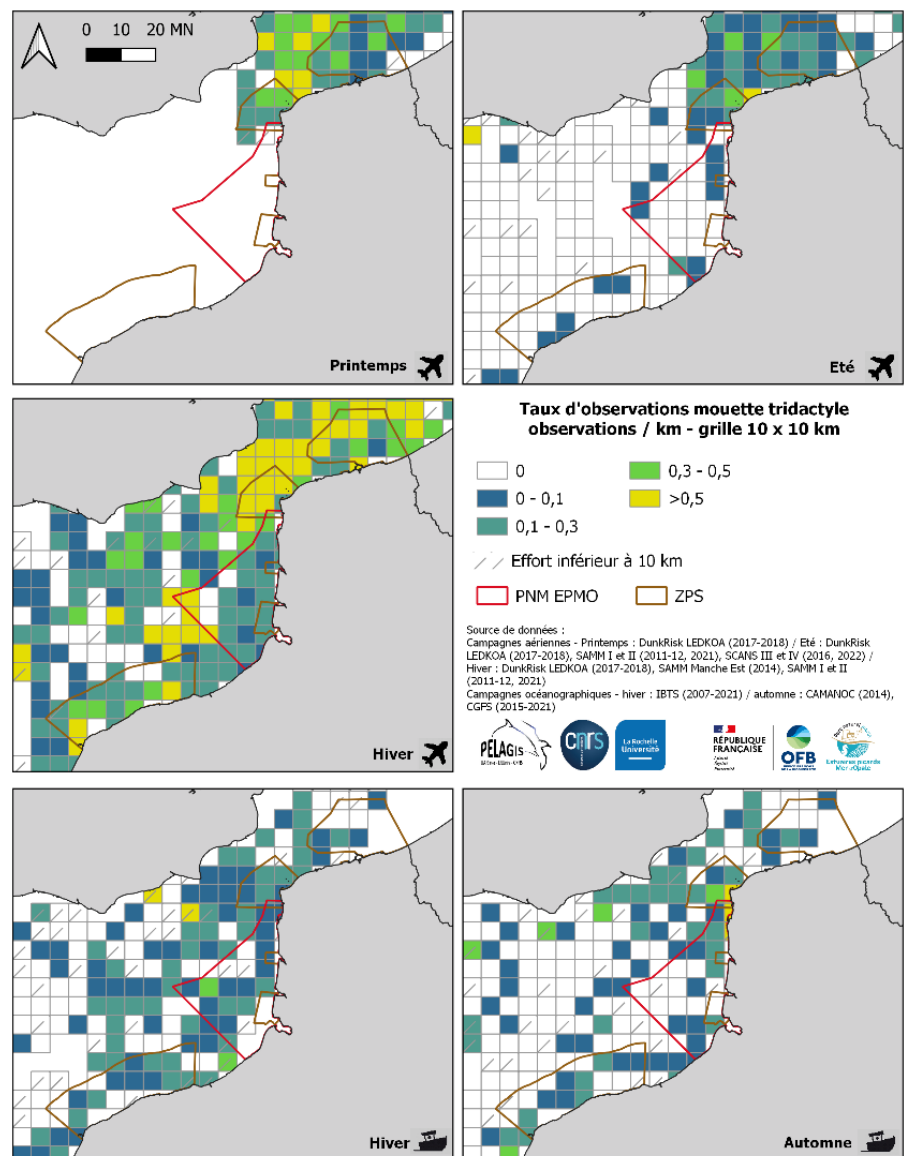 0 10 20 MN
Printemps
Eté
Taux d'observations mouette tridactyle
observations / km - grille 10 x 10 km
0
0,3 - 0,5
0 - 0,1
>0,5
0,1 - 0,3
Effort inférieur à 10 km
PNM EPMO
ZPS
Source de données :
Campagnes aériennes - Printemps : DunkRisk LEDKOA (2017-2018) / Eté : DunkRisk
LEDKOA (2017-2018), SAMM I et II (2011-12, 2021), SCANS III et IV (2016, 2022) /
Hiver : DunkRisk LEDKOA (2017-2018), SAMM Manche Est (2014), SAMM I et II
(2011-12, 2021)
Campagnes océanographiques - hiver : IBTS (2007-2021) / automne : CAMANOC (2014),
CGFS (2015-2021)
PELAGIS
cnrs
La Rochelle
Université
RÉPUBLIQUE
FRANÇAISE
Liberté
Égalité
Fraternité
OFB
Hiver
Hiver
Automne